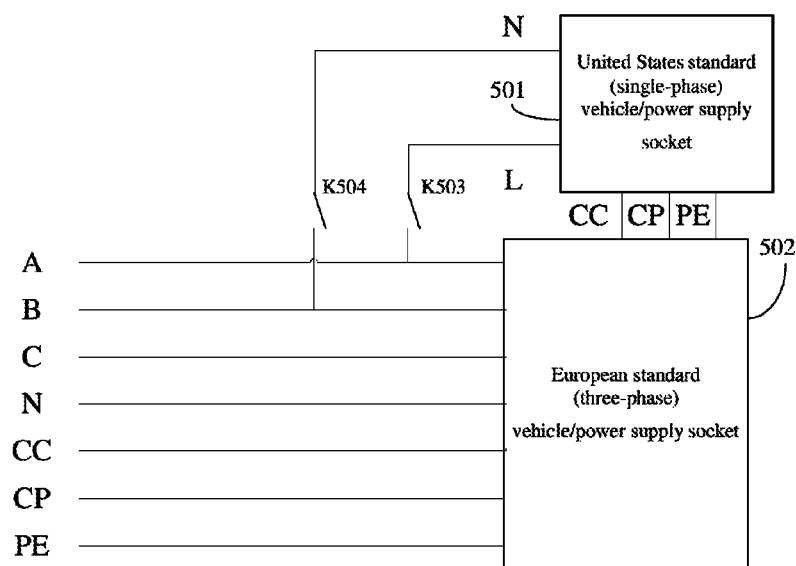 N
United States standard
(single-phase)
vehicle/power supply
socket
501
K504
K503
L
CC CP PE
502
A
B
C
N
CC
CP
PE
European standard
(three-phase)
vehicle/power supply socket